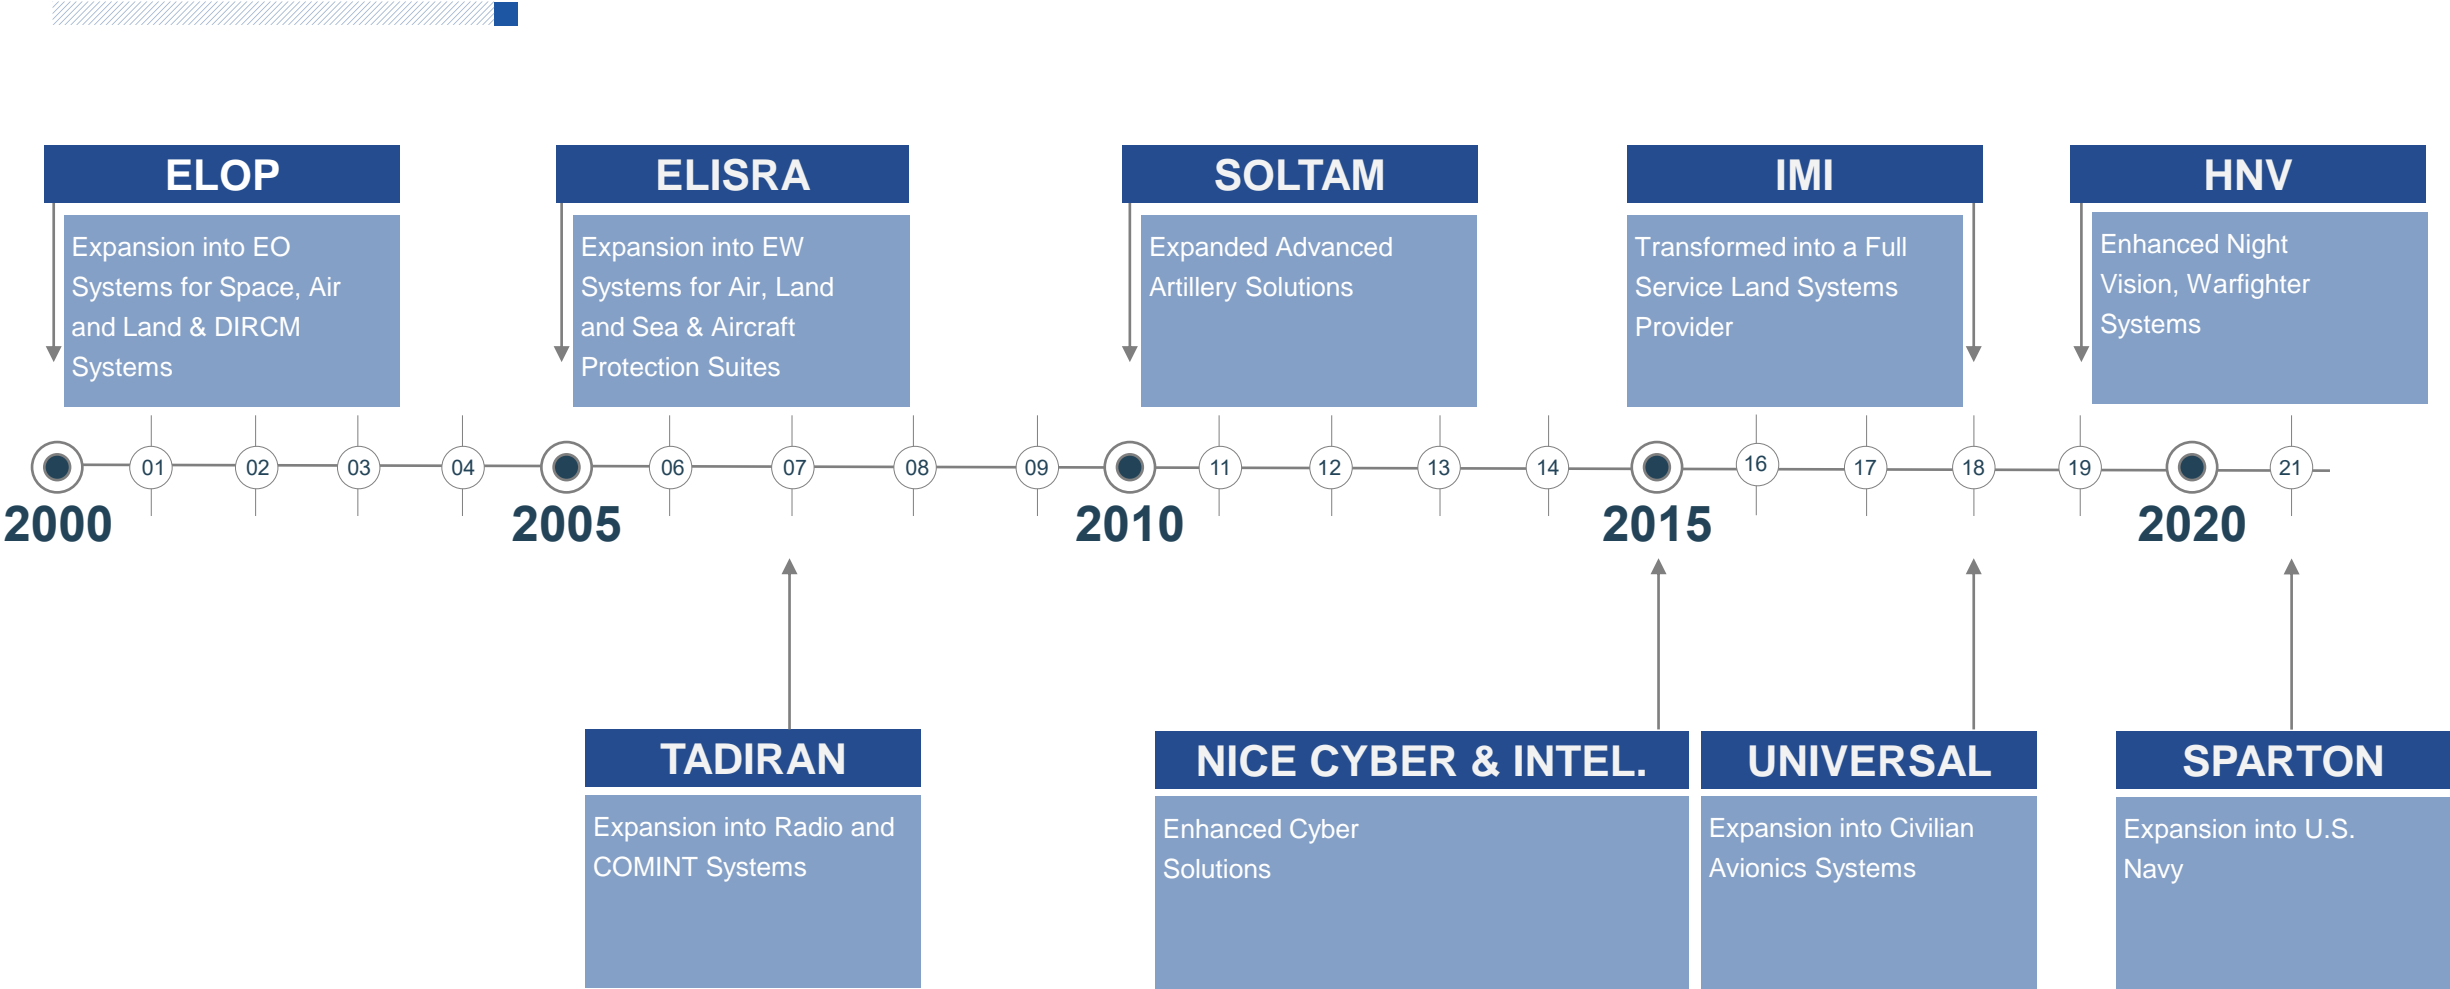 ELOP
Expansion into EO
Systems for Space, Air
and Land & DIRCM
Systems
ELISRA
Expansion into EW
Systems for Air, Land
and Sea & Aircraft
Protection Suites
SOLTAM
Expanded Advanced
Artillery Solutions
IMI
Transformed into a Full
Service Land Systems
Provider
HNV
Enhanced Night
Vision, Warfighter
Systems
01 02 03 04 06 07 08 09 11 12 13 14 16 17 18 19 21
2000 2005 2010 2015 2020
TADIRAN
Expansion into Radio and
COMINT Systems
NICE CYBER & INTEL.
Enhanced Cyber
Solutions
UNIVERSAL
Expansion into Civilian
Avionics Systems
SPARTON
Expansion into U.S.
Navy